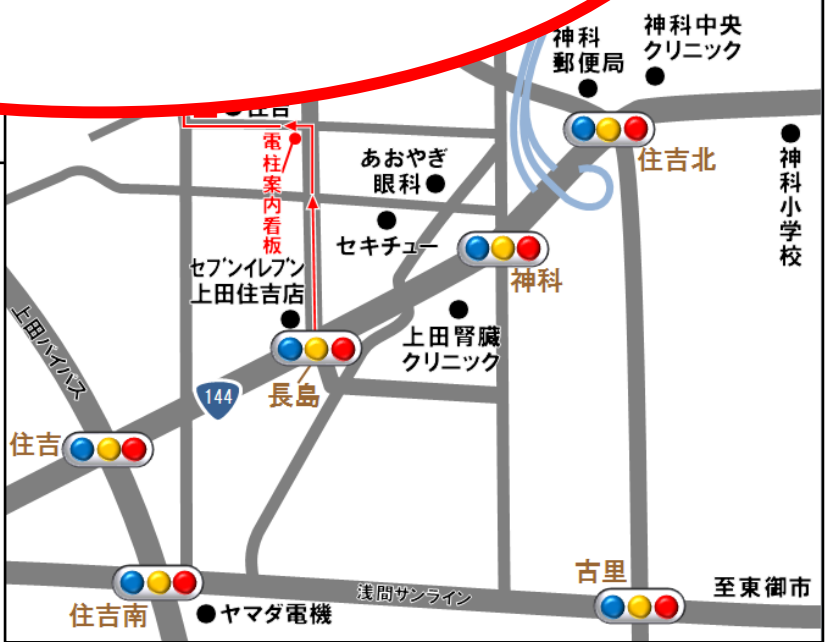 神科
郵便局
神科中央
クリニック
住吉北
神科小学校
電柱案内看板
あおやぎ
眼科
セキチュー
神科
セブンイレブン
上田住吉店
上田腎臓
クリニック
長島
144
上田バイパス
住吉
住吉南
ヤマダ電機
浅間サンライン
古里
至東御市